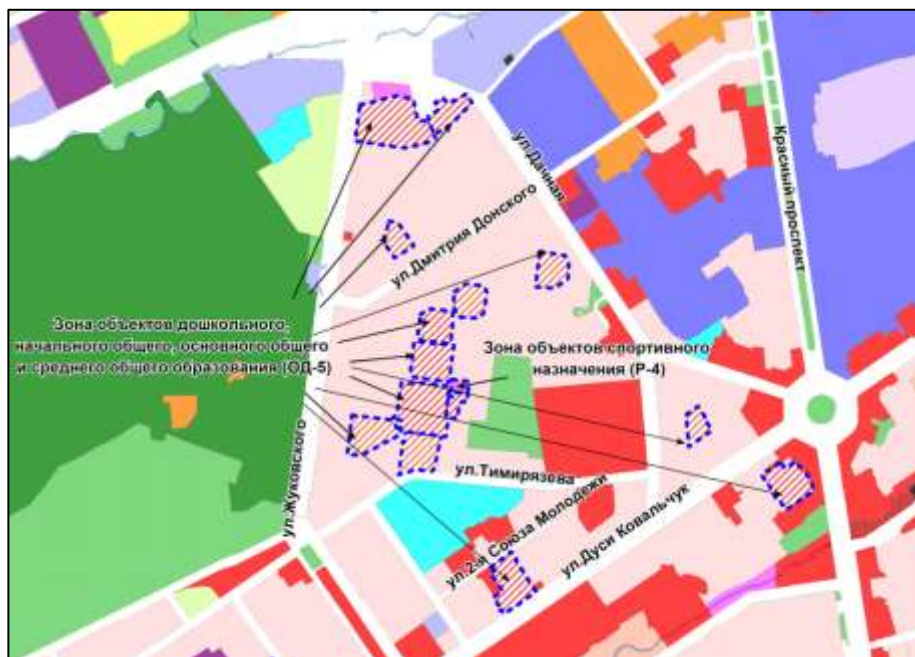 ул.Дачная
Красный проспект
ул.Дмитрия Донского
Зона объектов дошкольного,
начального общего, основного общего
и среднего общего образования (ОД-5)
Зона объектов спортивного
назначения (Р-4)
ул.Жуковского
ул.Тимирязева
ул.2-й Союза Молодежи
ул.Дуси Ковальчук